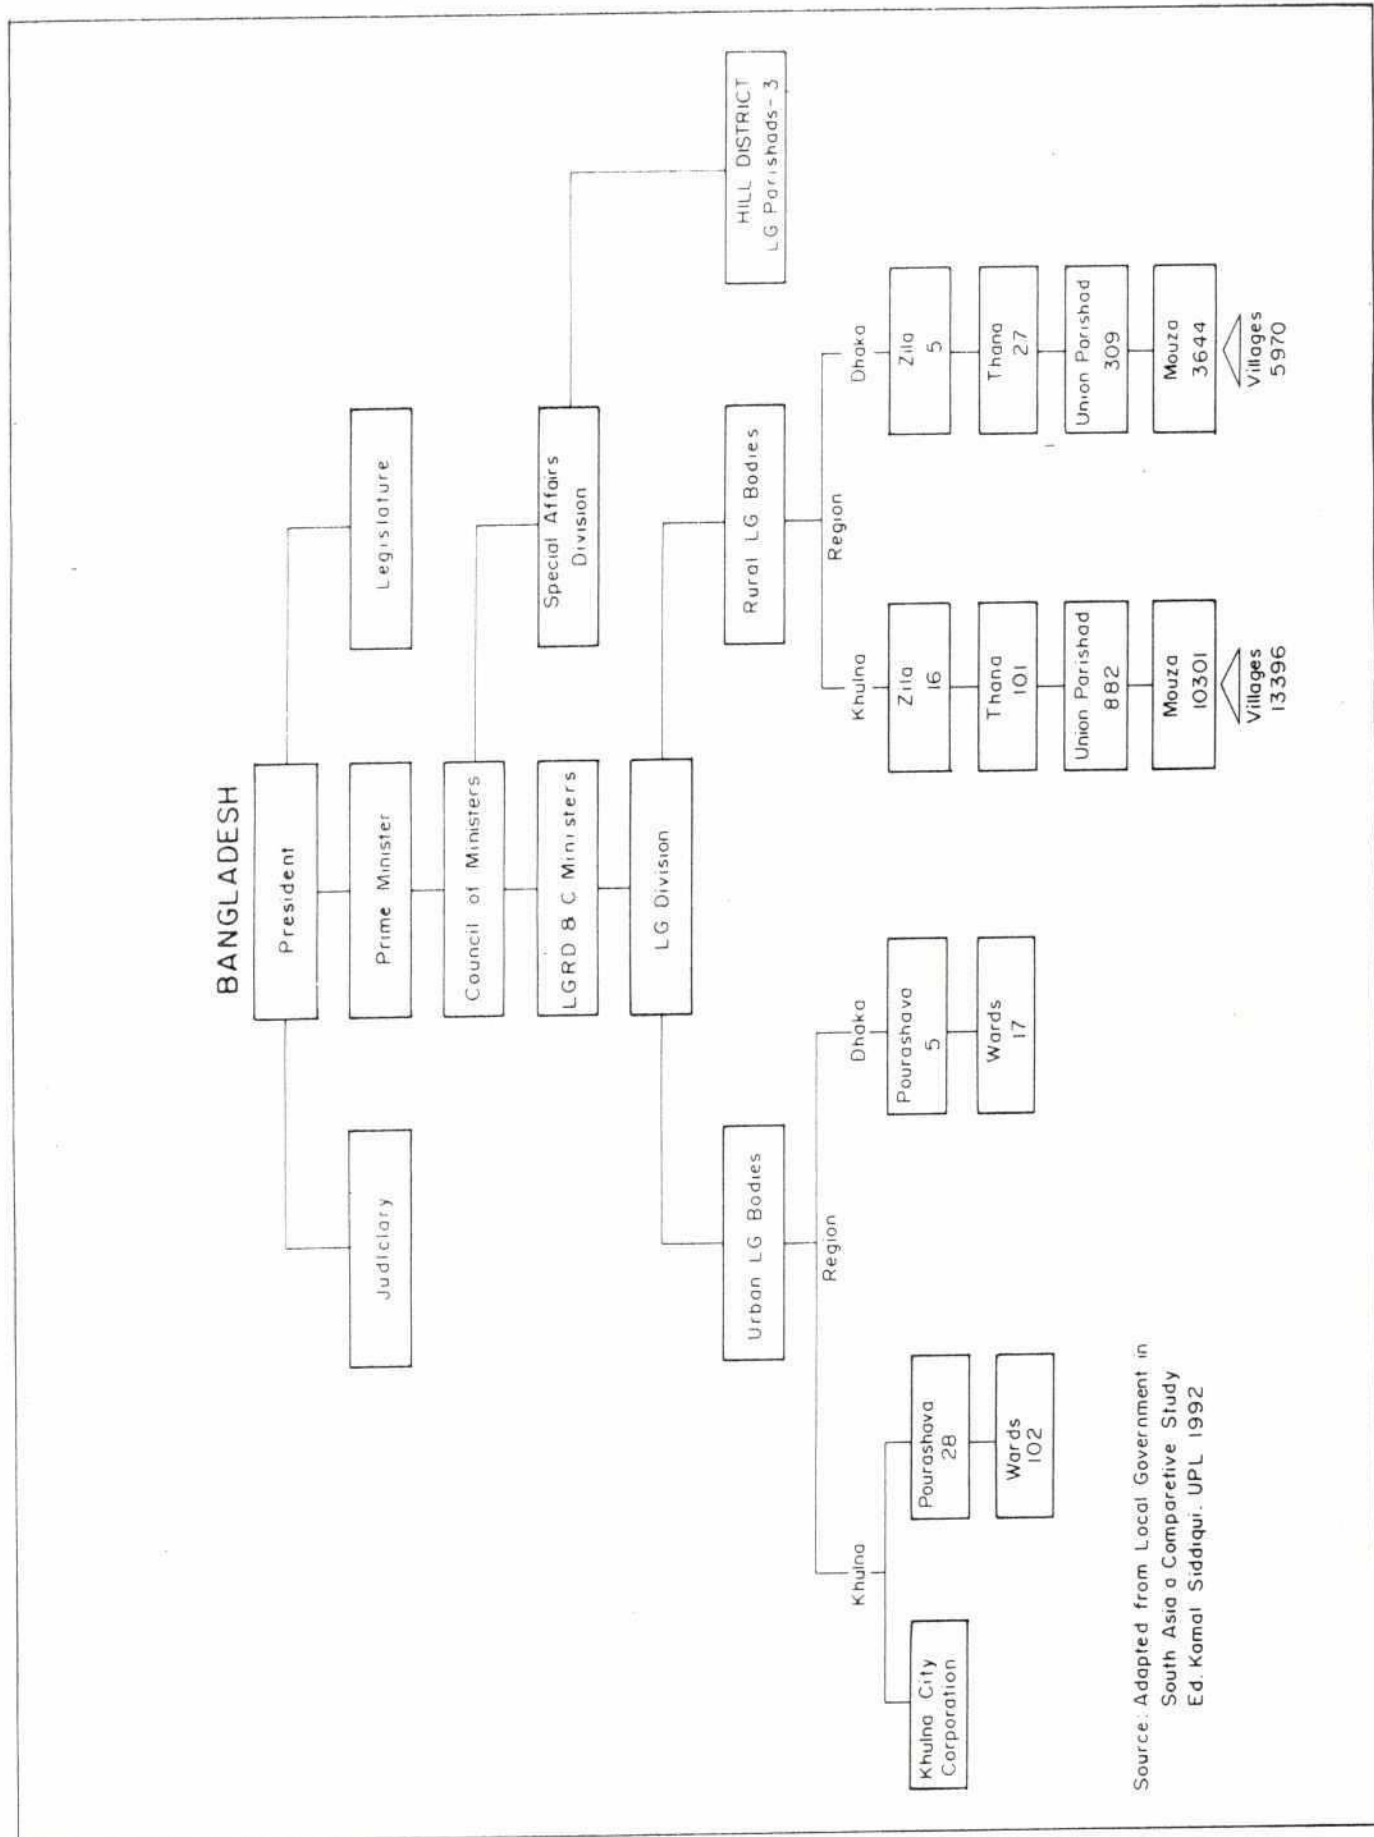 BANGLADESH
President
Judiciary
Prime Minister
Legislature
Council of Ministers
LGRD & C Ministers
Special Affairs
Division
LG Division
Urban LG Bodies
Rural LG Bodies
HILL DISTRICT
LG Parishads-3
Region
Khulna
Dhaka
Khulna City
Corporation
Pourashava
28
Wards
102
Pourashava
5
Wards
17
Region
Khulna
Dhaka
Zila
16
Thana
101
Union Parishad
882
Mouza
10301
Villages
13396
Zila
5
Thana
27
Union Parishad
309
Mouza
3644
Villages
5970
Source: Adapted from Local Government in
South Asia a Comparetive Study
Ed. Kamal Siddiqui. UPL 1992